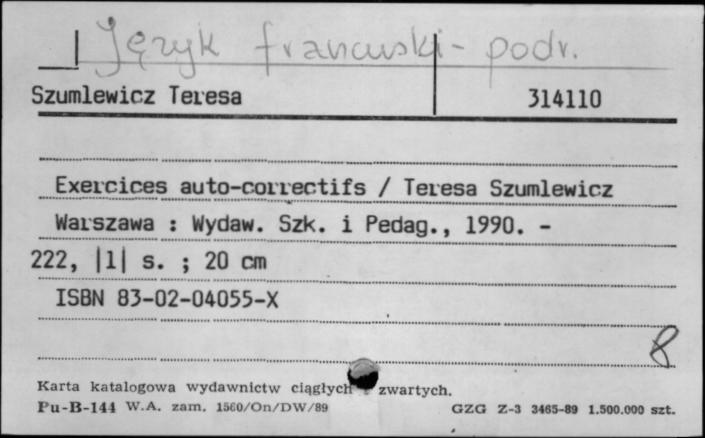 Język francuski - podr.
Szumlewicz Teresa 314110
Exercices auto-correctifs / Teresa Szumlewicz
Warszawa : Wydaw. Szk. i Pedag., 1990. -
222, |1| s. ; 20 cm
ISBN 83-02-04055-X
8
Karta katalogowa wydawnictw ciągłych i zwartych.
Pu-B-144 W.A. zam. 1560/On/DW/89 GZG Z-3 3465-89 1.500.000 szt.